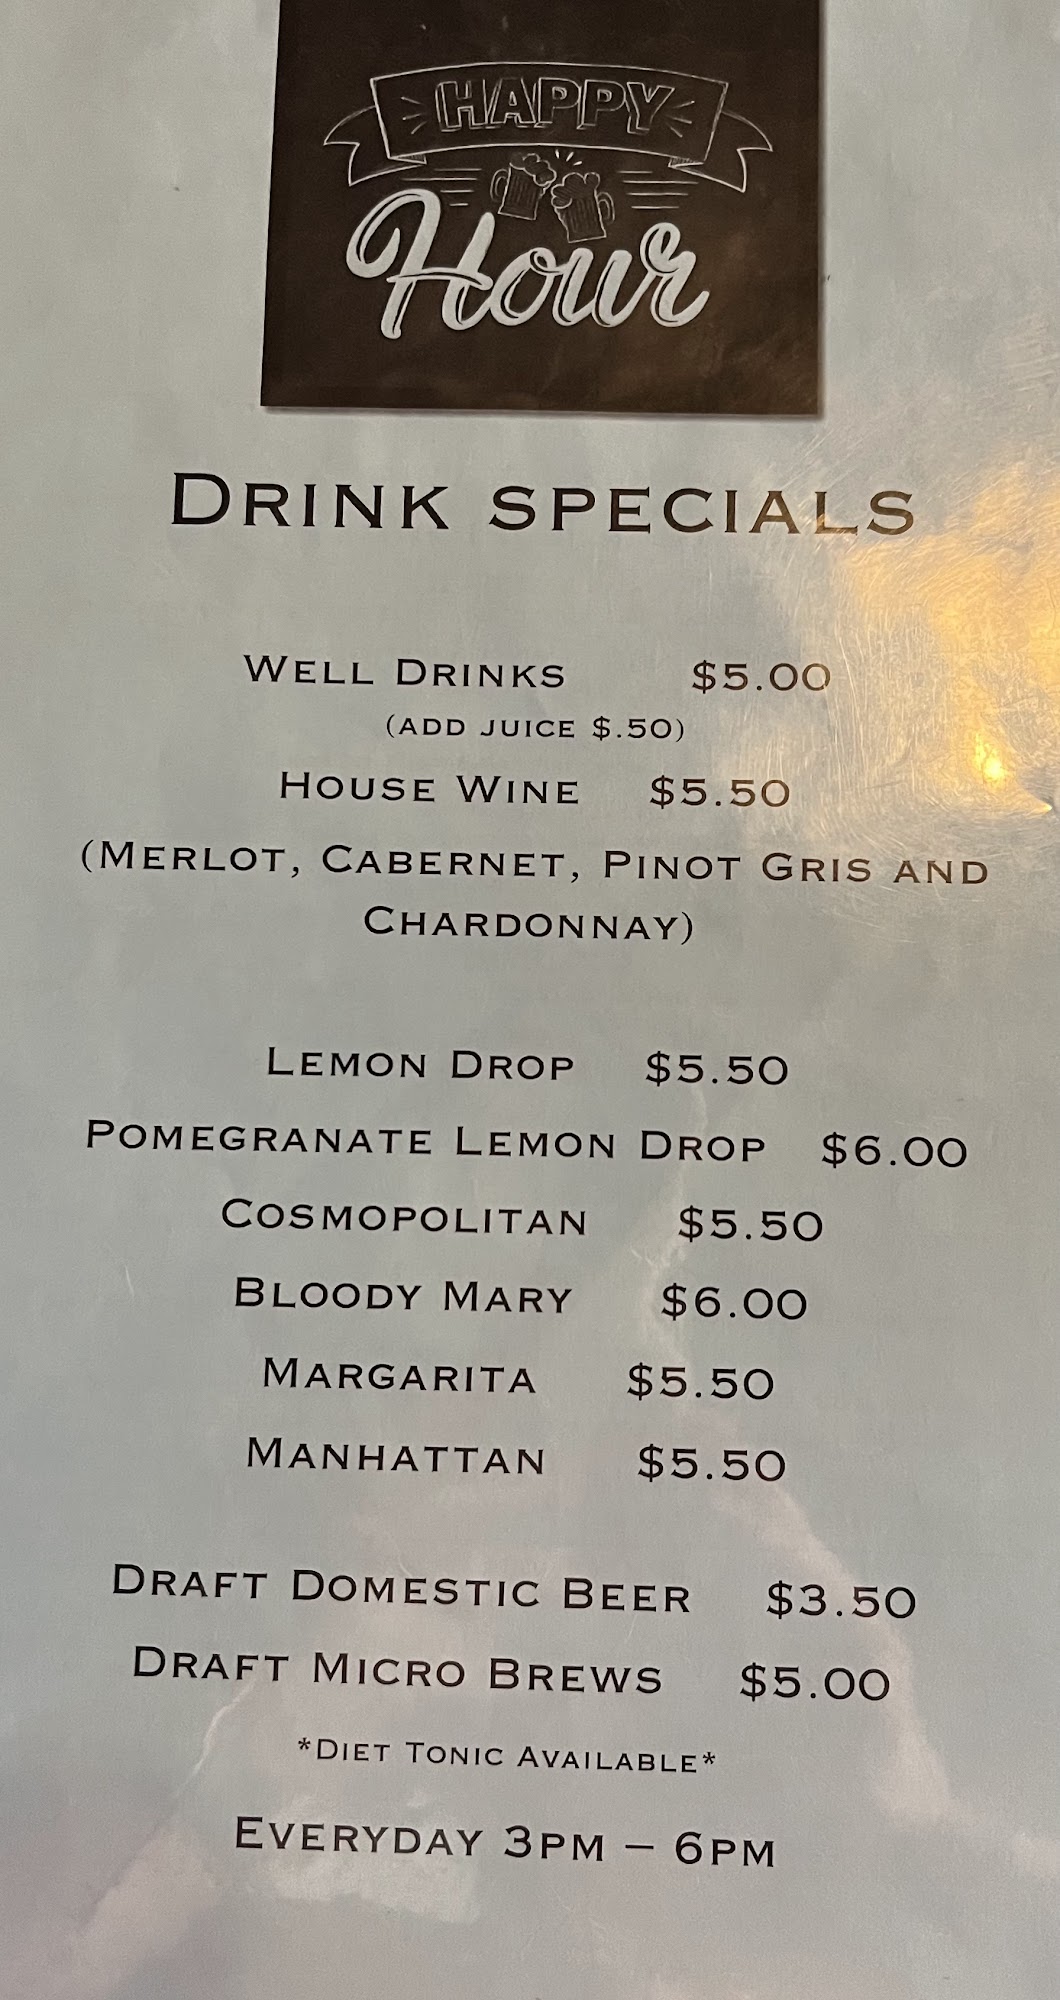 HAPPY
Hour
DRINK SPECIALS
WELL DRINKS $5.00
(ADD JUICE $.50)
HOUSE WINE $5.50
(MERLOT, CABERNET, PINOT GRIS AND
CHARDONNAY)
LEMON DROP $5.50
POMEGRANATE LEMON DROP $6.00
COSMOPOLITAN $5.50
BLOODY MARY $6.00
MARGARITA $5.50
MANHATTAN $5.50
DRAFT DOMESTIC BEER $3.50
DRAFT MICRO BREWS $5.00
*DIET TONIC AVAILABLE*
EVERYDAY 3PM – 6PM